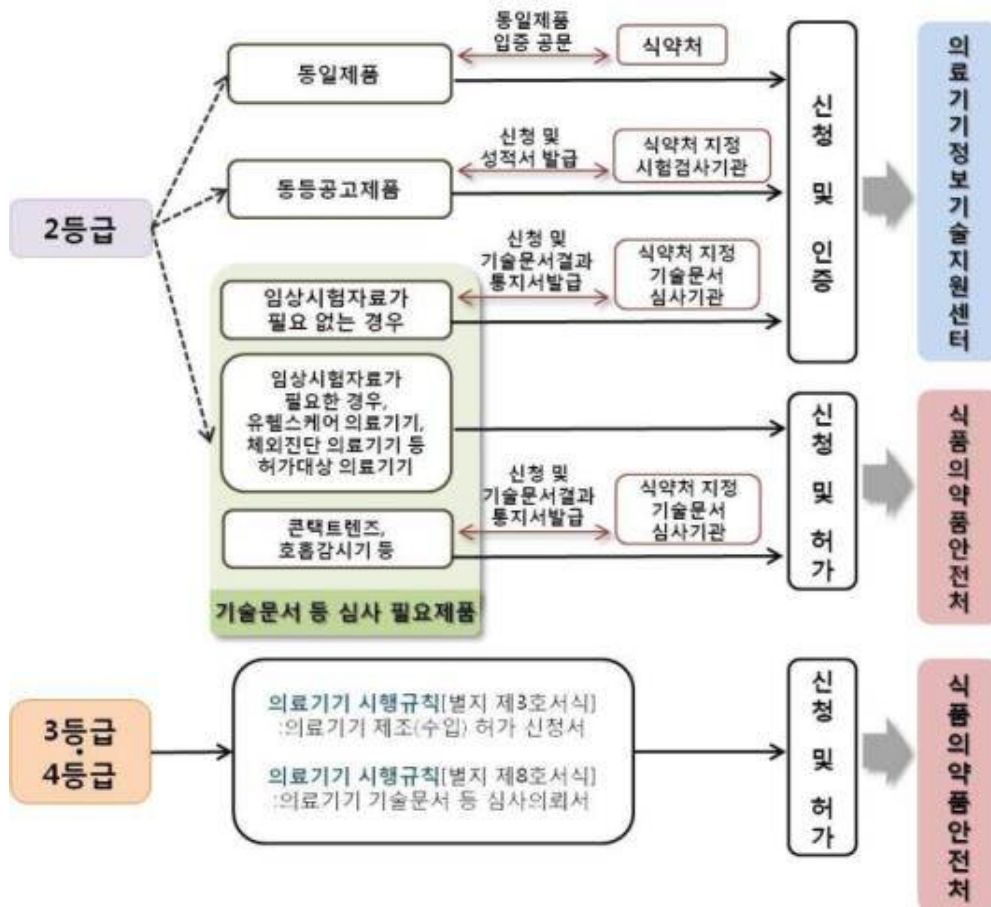 동일제품
입증 공문
식약처
동일제품
신청 및
성적서 발급
식약처 지정
시험검사기관
동등공고제품
2등급
신청 및
기술문서결과
통지서발급
식약처 지정
기술문서
심사기관
임상시험자료가
필요 없는 경우
신청 및 인증
의료기기정보기술지원센터
임상시험자료가
필요한 경우,
유헬스케어 의료기기,
체외진단 의료기기 등
허가대상 의료기기
신청 및
기술문서결과
통지서발급
식약처 지정
기술문서
심사기관
콘택트렌즈,
호흡감시기 등
기술문서 등 심사 필요제품
신청 및 허가
식품의약품안전처
3등급
·
4등급
의료기기 시행규칙[별지 제3호서식]
:의료기기 제조(수입) 허가 신청서
의료기기 시행규칙[별지 제8호서식]
:의료기기 기술문서 등 심사의뢰서
신청 및 허가
식품의약품안전처